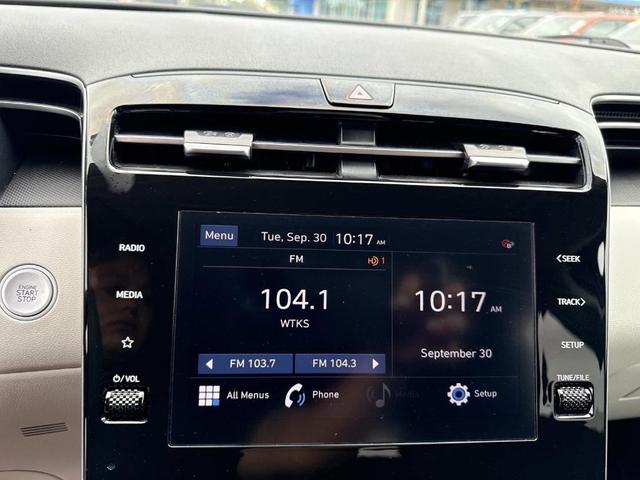 Menu Tue, Sep. 30 10:17 AM
FM HD 1
104.1
WTKS
FM 103.7 FM 104.3
10:17 AM
September 30
All Menus Phone Media Setup
RADIO
MEDIA
⏻/VOL
ENGINE
START
STOP
<SEEK
TRACK>
SETUP
TUNE/FILE